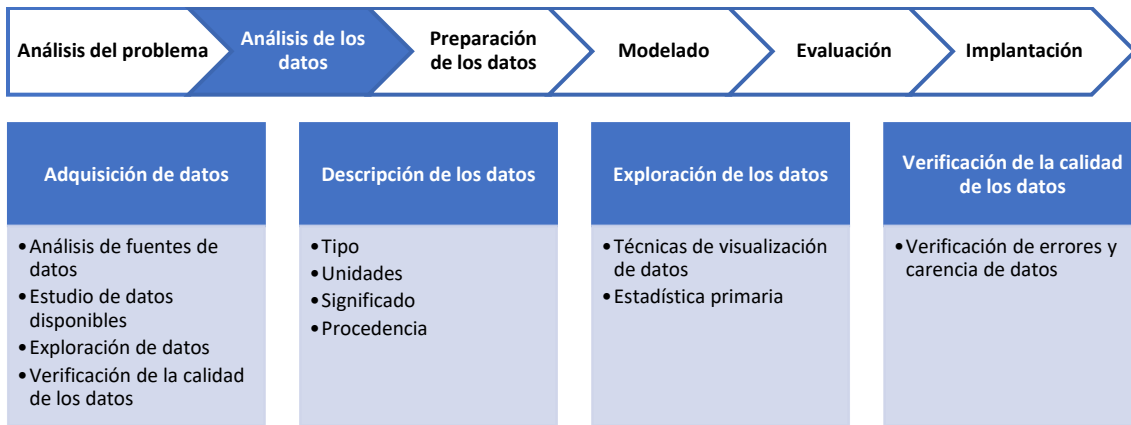 Análisis del problema
Análisis de los
datos
Preparación
de los datos
Modelado
Evaluación
Implantación
Adquisición de datos
•Análisis de fuentes de
datos
•Estudio de datos
disponibles
•Exploración de datos
•Verificación de la calidad
de los datos
Descripción de los datos
•Tipo
•Unidades
•Significado
•Procedencia
Exploración de los datos
•Técnicas de visualización
de datos
•Estadística primaria
Verificación de la calidad
de los datos
•Verificación de errores y
carencia de datos